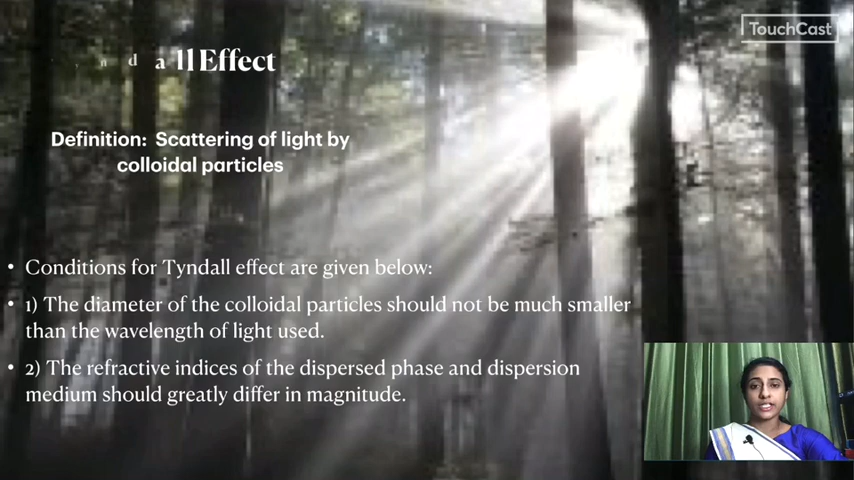 TouchCast
n d a ll Effect
Definition: Scattering of light by
colloidal particles
• Conditions for Tyndall effect are given below:
• 1) The diameter of the colloidal particles should not be much smaller
than the wavelength of light used.
• 2) The refractive indices of the dispersed phase and dispersion
medium should greatly differ in magnitude.